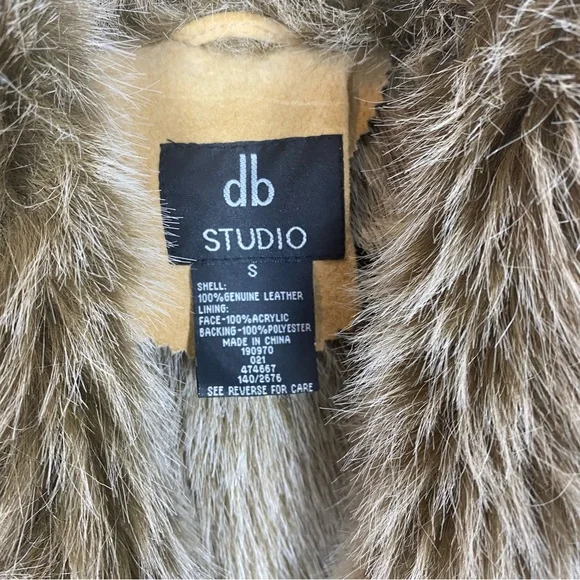 db
STUDIO
S
SHELL:
100%GENUINE LEATHER
LINING:
FACE-100%ACRYLIC
BACKING-100%POLYESTER
MADE IN CHINA
190970
021
474667
140/2676
SEE REVERSE FOR CARE